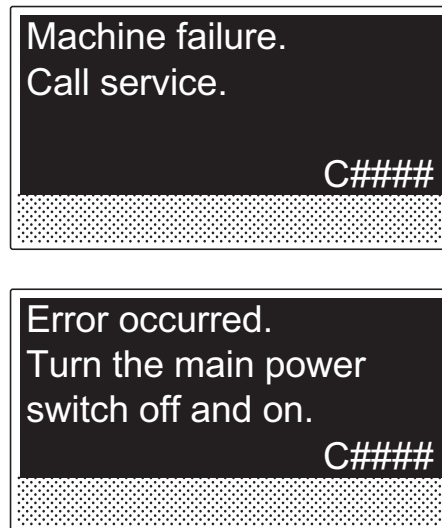 Machine failure.
Call service.
C####
Error occurred.
Turn the main power
switch off and on.
C####